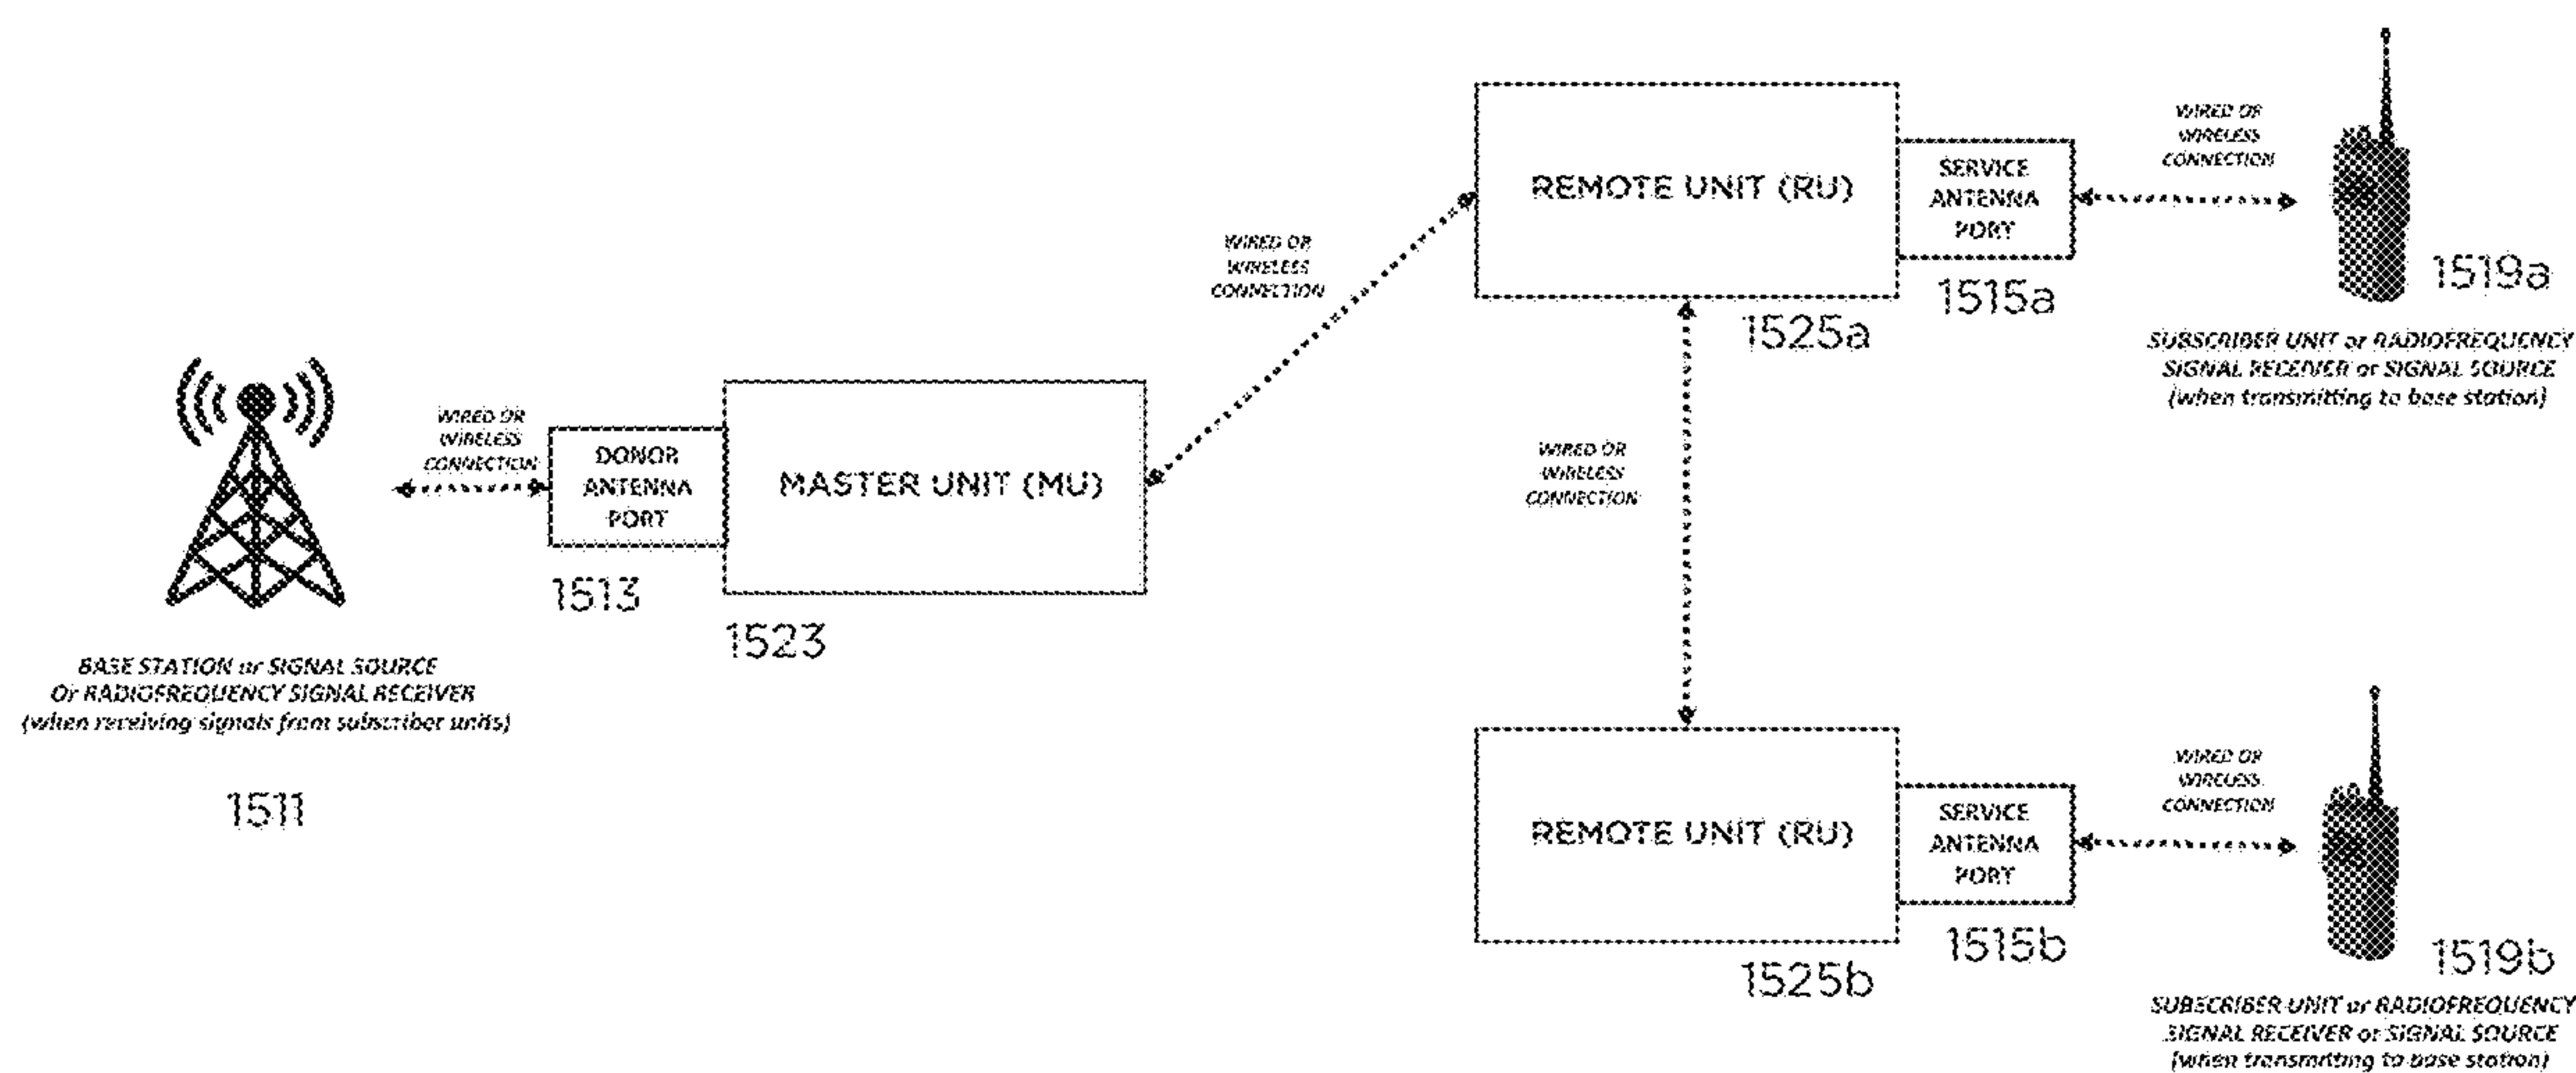 WIRED OR
WIRELESS
CONNECTION
DONOR
ANTENNA
PORT
1513
MASTER UNIT (MU)
1523
BASE STATION or SIGNAL SOURCE
Or RADIOFREQUENCY SIGNAL RECEIVER
(when receiving signals from subscriber units)
1511
WIRED OR
WIRELESS
CONNECTION
REMOTE UNIT (RU)
1525a
SERVICE
ANTENNA
PORT
1515a
WIRED OR
WIRELESS
CONNECTION
1519a
SUBSCRIBER UNIT or RADIOFREQUENCY
SIGNAL RECEIVER or SIGNAL SOURCE
(when transmitting to base station)
WIRED OR
WIRELESS
CONNECTION
REMOTE UNIT (RU)
1525b
SERVICE
ANTENNA
PORT
1515b
WIRED OR
WIRELESS
CONNECTION
1519b
SUBSCRIBER UNIT or RADIOFREQUENCY
SIGNAL RECEIVER or SIGNAL SOURCE
(when transmitting to base station)